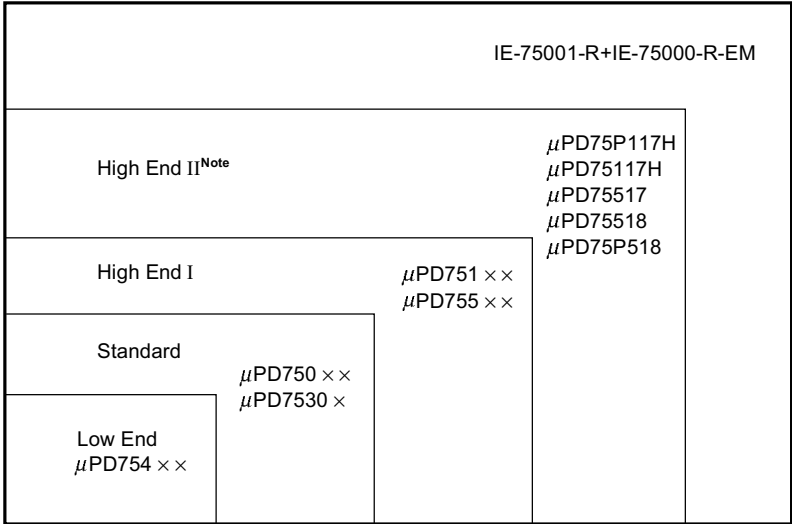 IE-75001-R+IE-75000-R-EM
High End II Note
μPD75P117H
μPD75117H
μPD75517
μPD75518
μPD75P518
High End I
μPD751 ××
μPD755 ××
Standard
μPD750 ××
μPD7530 ×
Low End
μPD754 ××